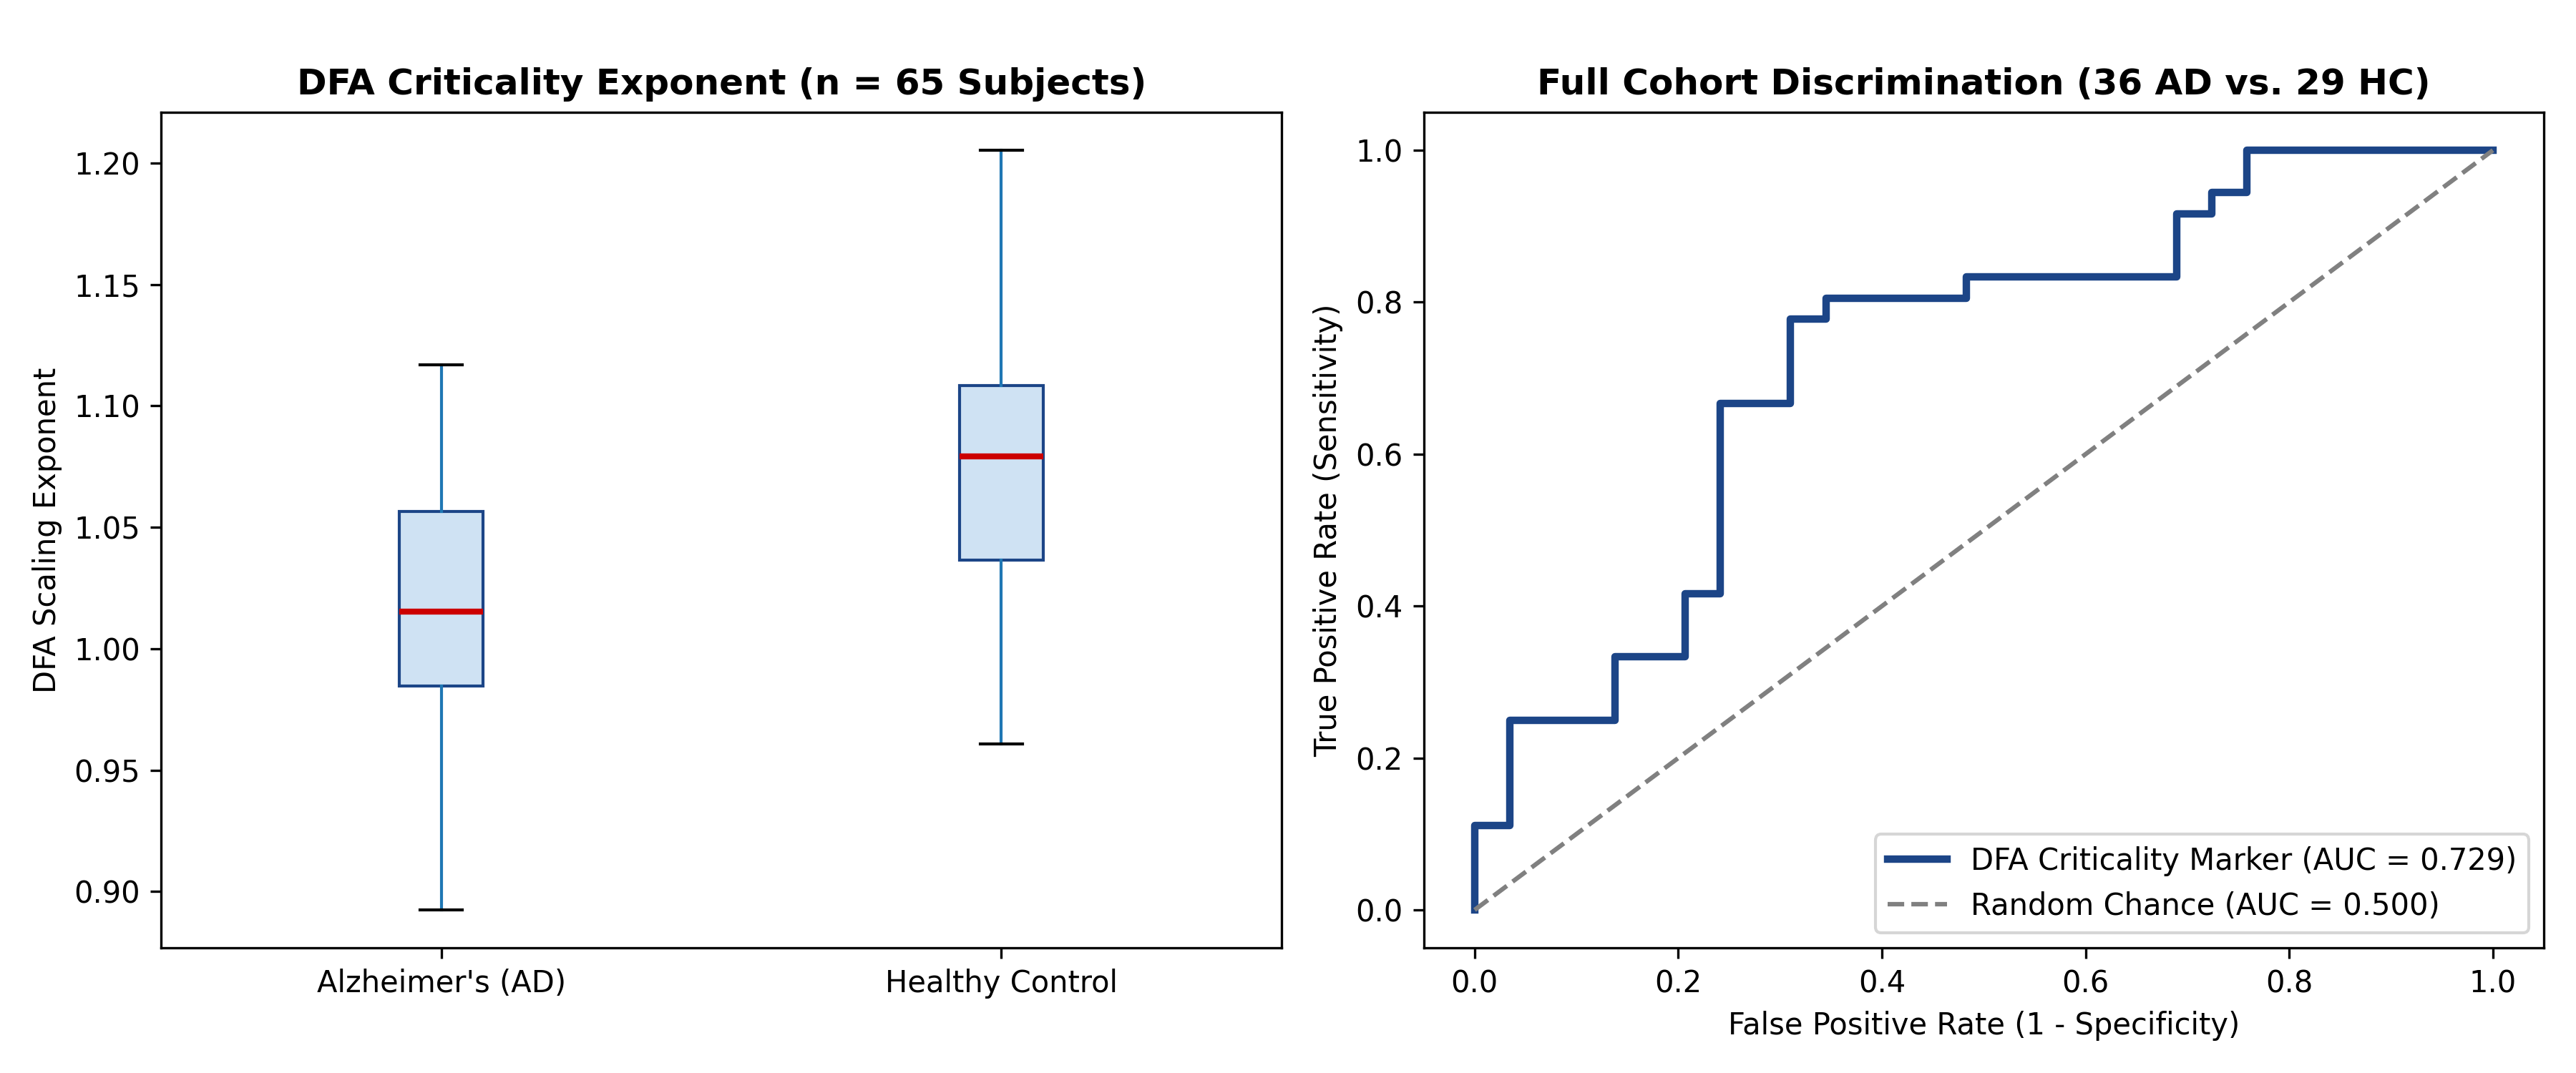 DFA Criticality Exponent (n = 65 Subjects)
DFA Scaling Exponent
1.20
1.15
1.10
1.05
1.00
0.95
0.90
Alzheimer's (AD)
Healthy Control
Full Cohort Discrimination (36 AD vs. 29 HC)
True Positive Rate (Sensitivity)
1.0
0.8
0.6
0.4
0.2
0.0
DFA Criticality Marker (AUC = 0.729)
Random Chance (AUC = 0.500)
0.0
0.2
0.4
0.6
0.8
1.0
False Positive Rate (1 - Specificity)